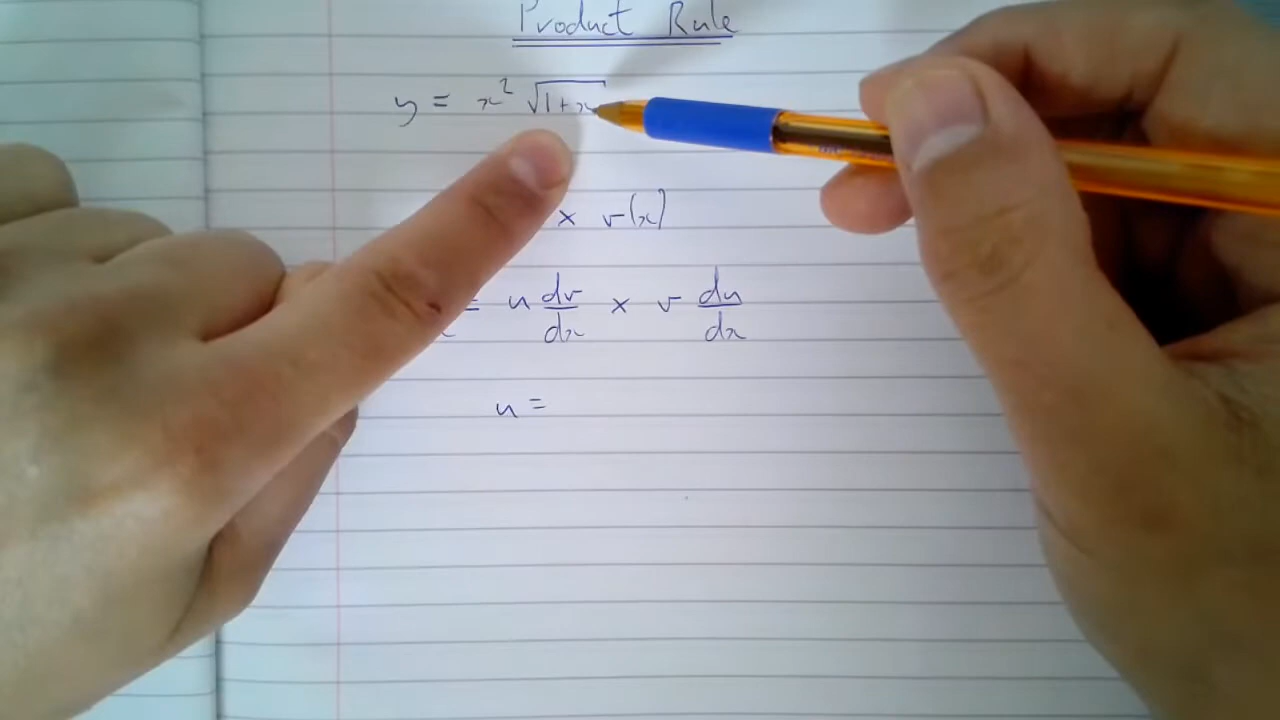 Product Rule
y = x² √1+x
× v(x)
= u dv/dx × v du/dx
u =